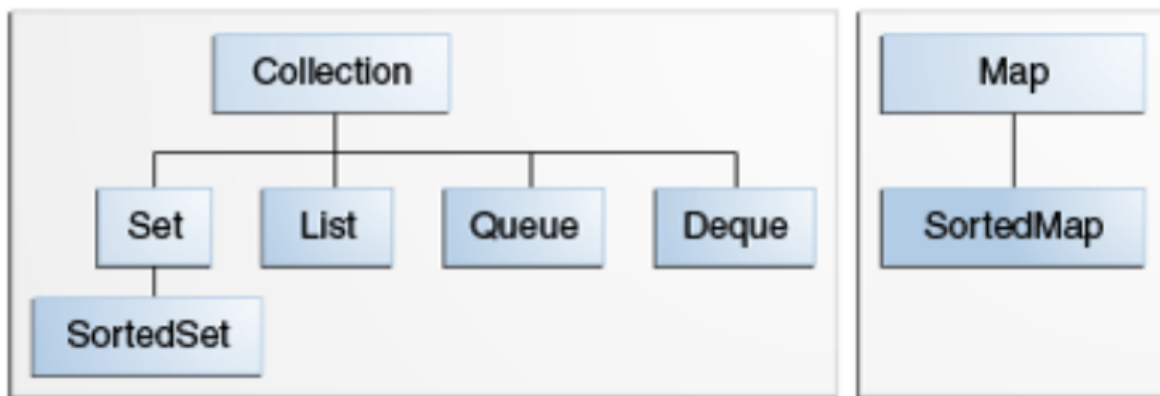 Collection
Map
Set
List
Queue
Deque
SortedMap
SortedSet